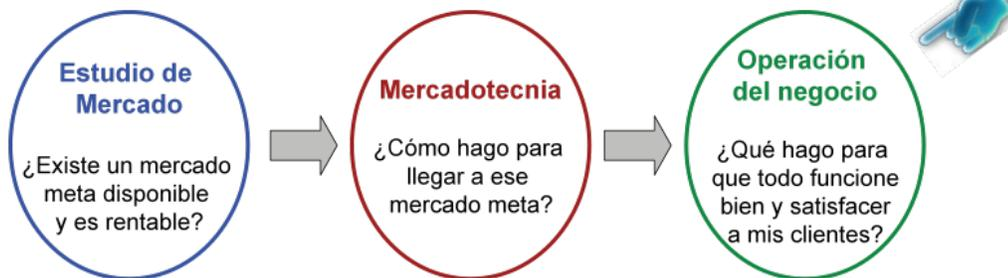 Estudio de
Mercado
¿Existe un mercado
meta disponible
y es rentable?
Mercadotecnia
¿Cómo hago para
llegar a ese
mercado meta?
Operación
del negocio
¿Qué hago para
que todo funcione
bien y satisfacer
a mis clientes?